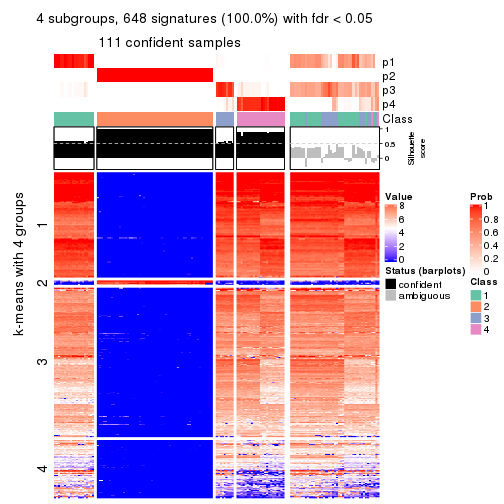 4 subgroups, 648 signatures (100.0%) with fdr < 0.05
111 confident samples
p1
p2
p3
p4
Class
1
0.5
0
Silhouette
score
k-means with 4 groups
1
2
3
4
Value
8
6
4
2
0
Status (barplots)
confident
ambiguous
Prob
1
0.8
0.6
0.4
0.2
0
Class
1
2
3
4